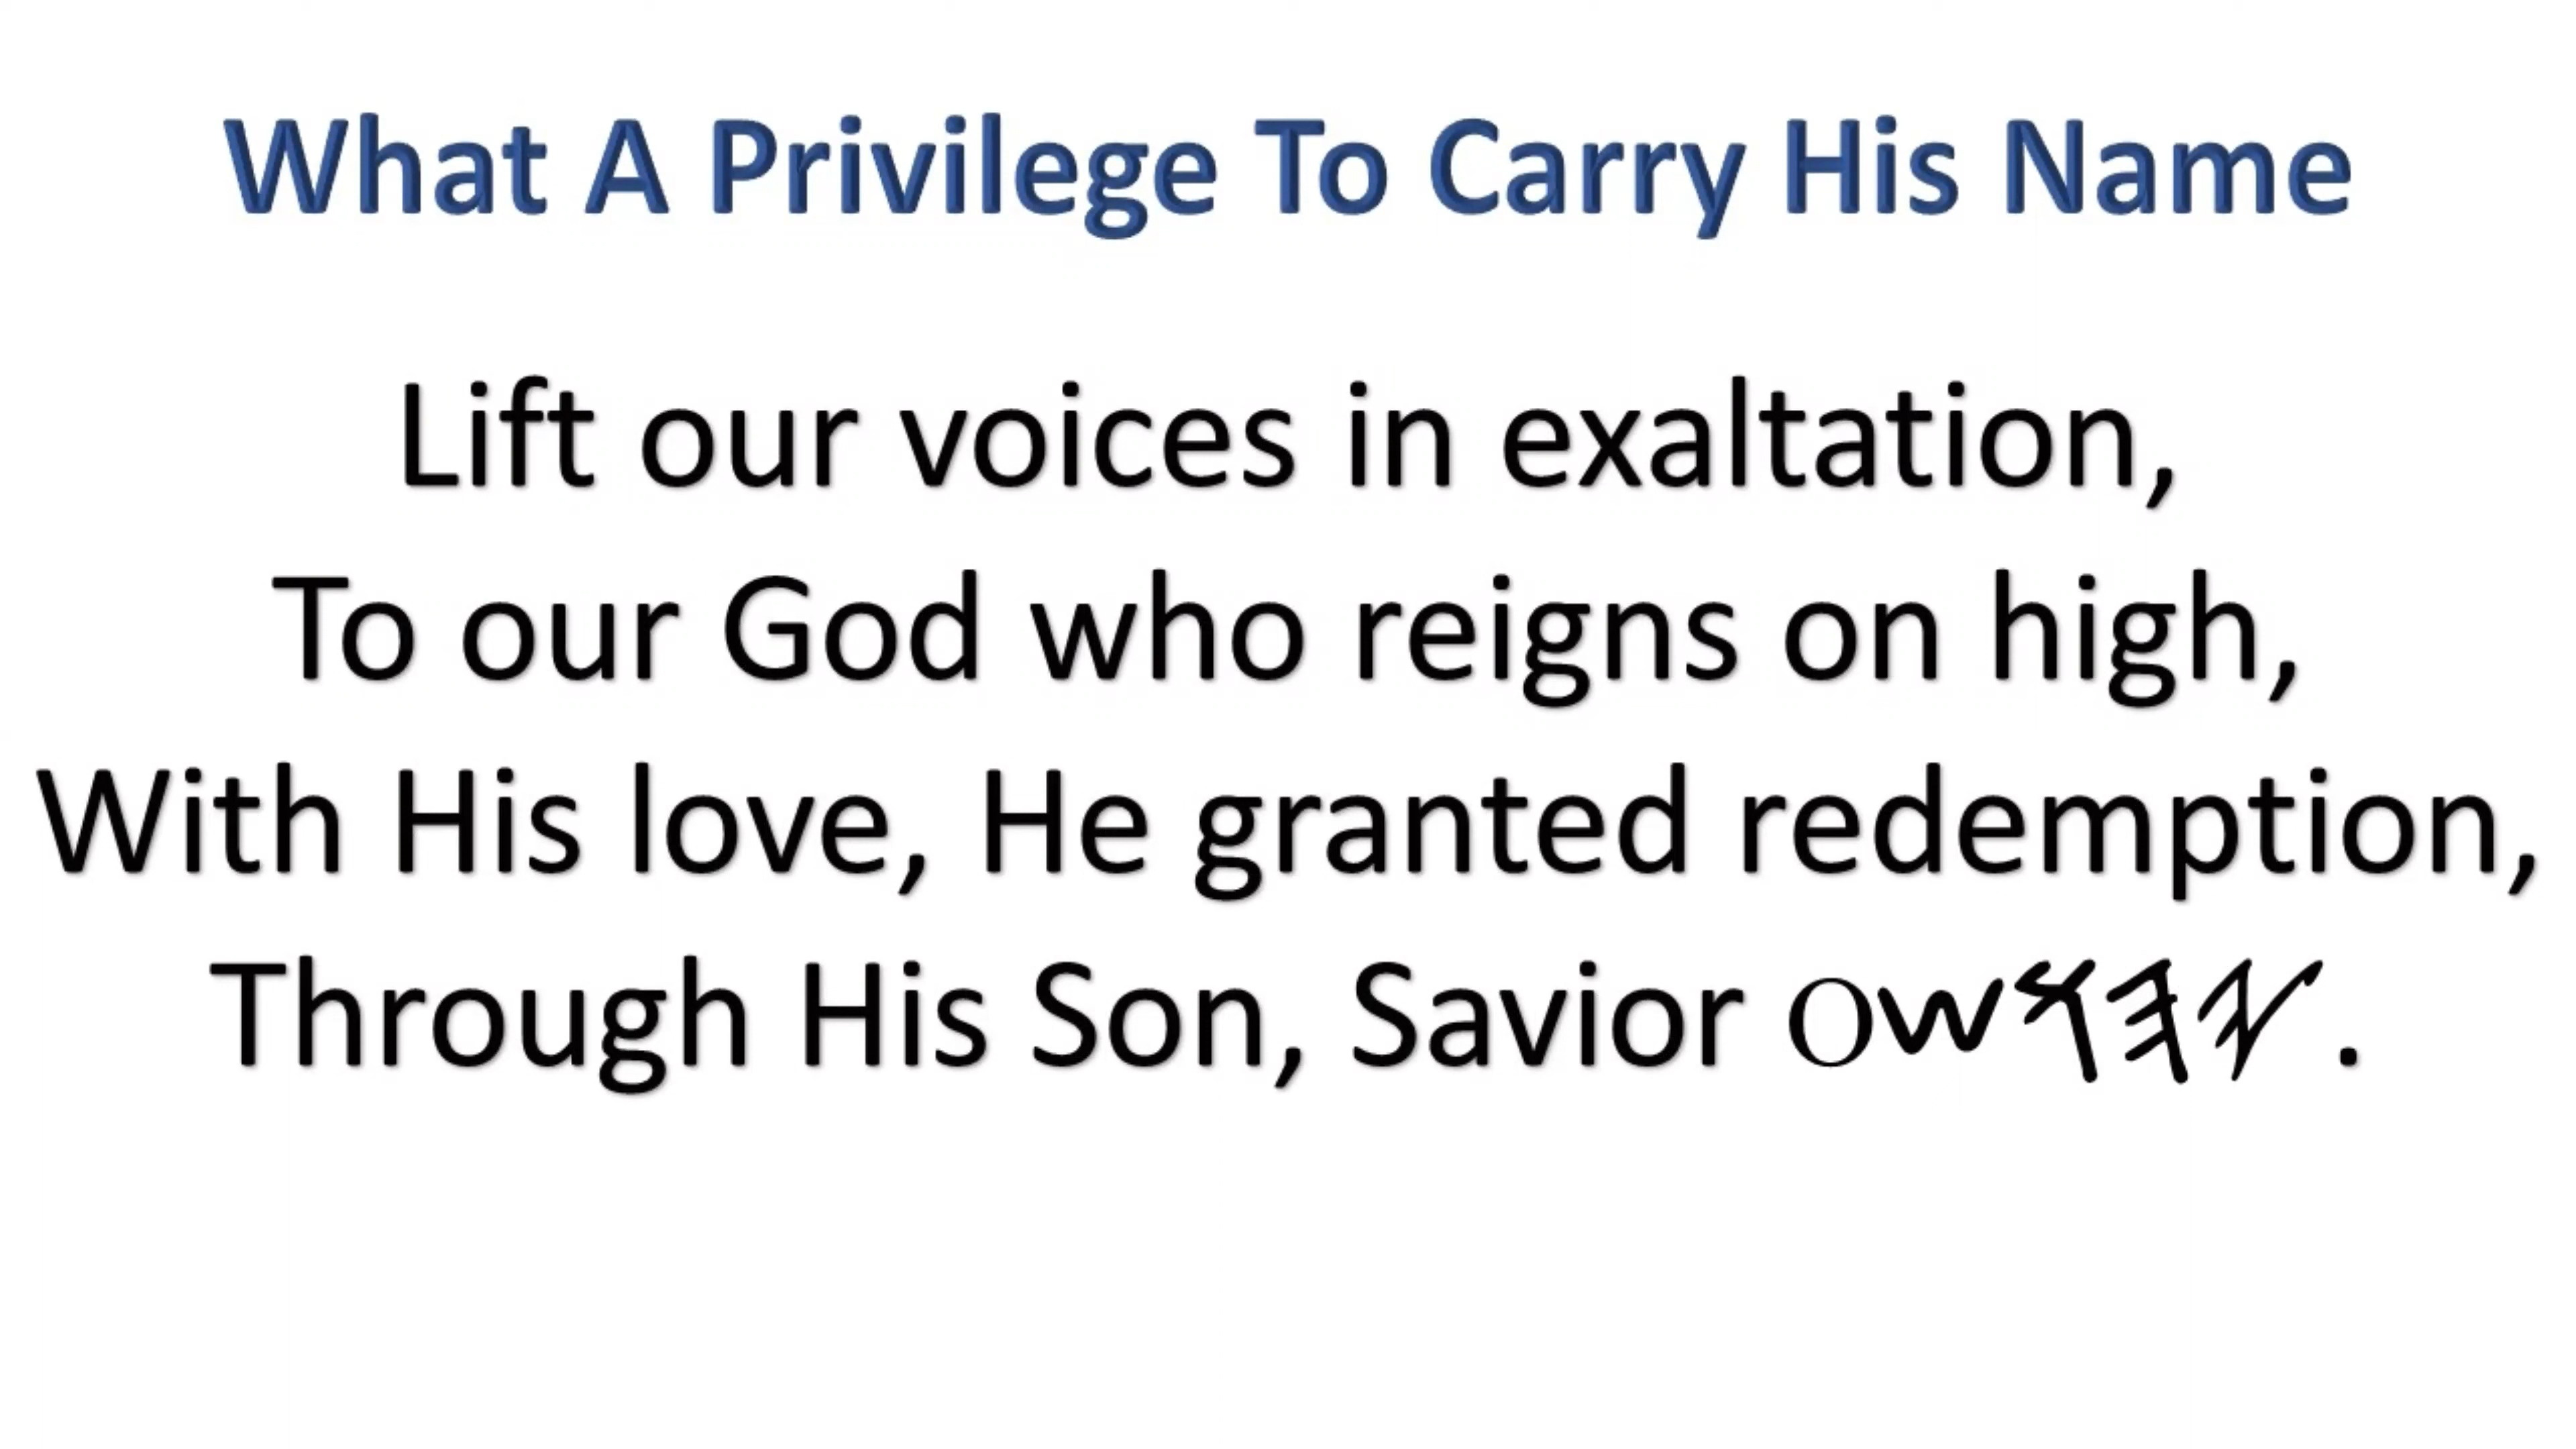 What A Privilege To Carry His Name
Lift our voices in exaltation,
To our God who reigns on high,
With His love, He granted redemption,
Through His Son, Savior 𐤉𐤄𐤅𐤔𐤏.